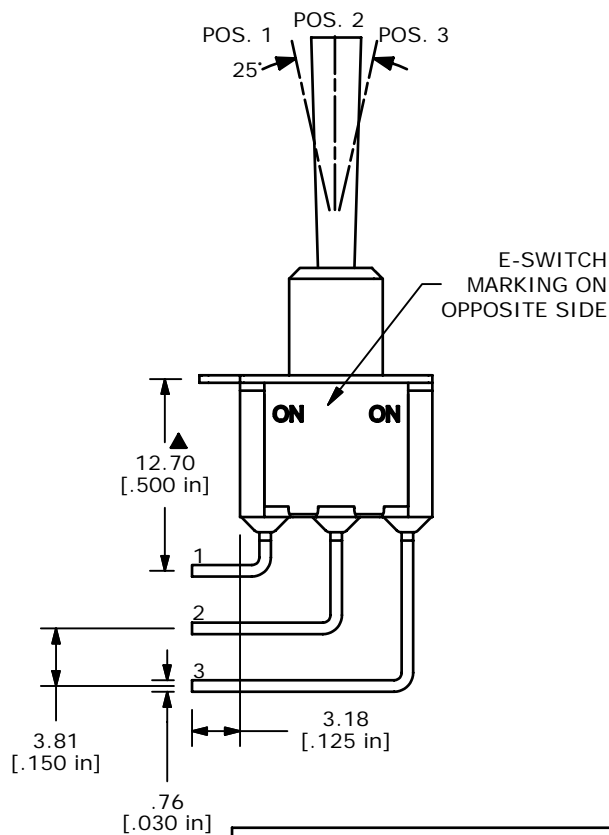 POS. 2
POS. 1
POS. 3
25°
E-SWITCH
MARKING ON
OPPOSITE SIDE
ON
ON
▲
12.70
[.500 in]
1
2
3
3.18
[.125 in]
3.81
[.150 in]
.76
[.030 in]